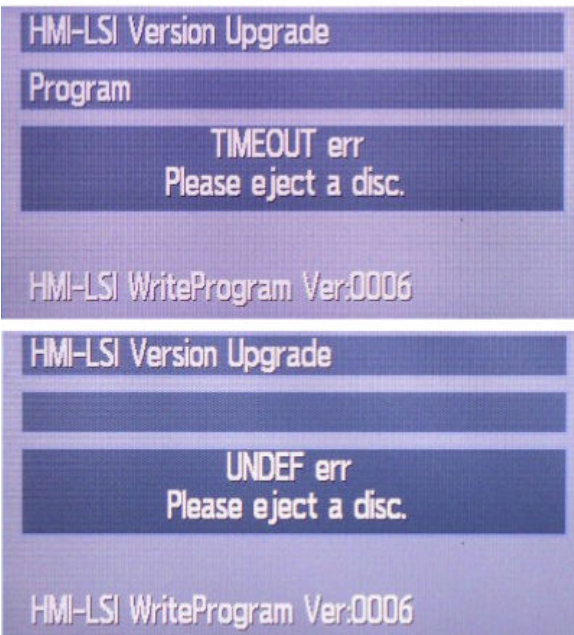 HMI-LSI Version Upgrade
Program
TIMEOUT err
Please eject a disc.
HMI-LSI WriteProgram Ver:0006
HMI-LSI Version Upgrade
UNDEF err
Please eject a disc.
HMI-LSI WriteProgram Ver:0006